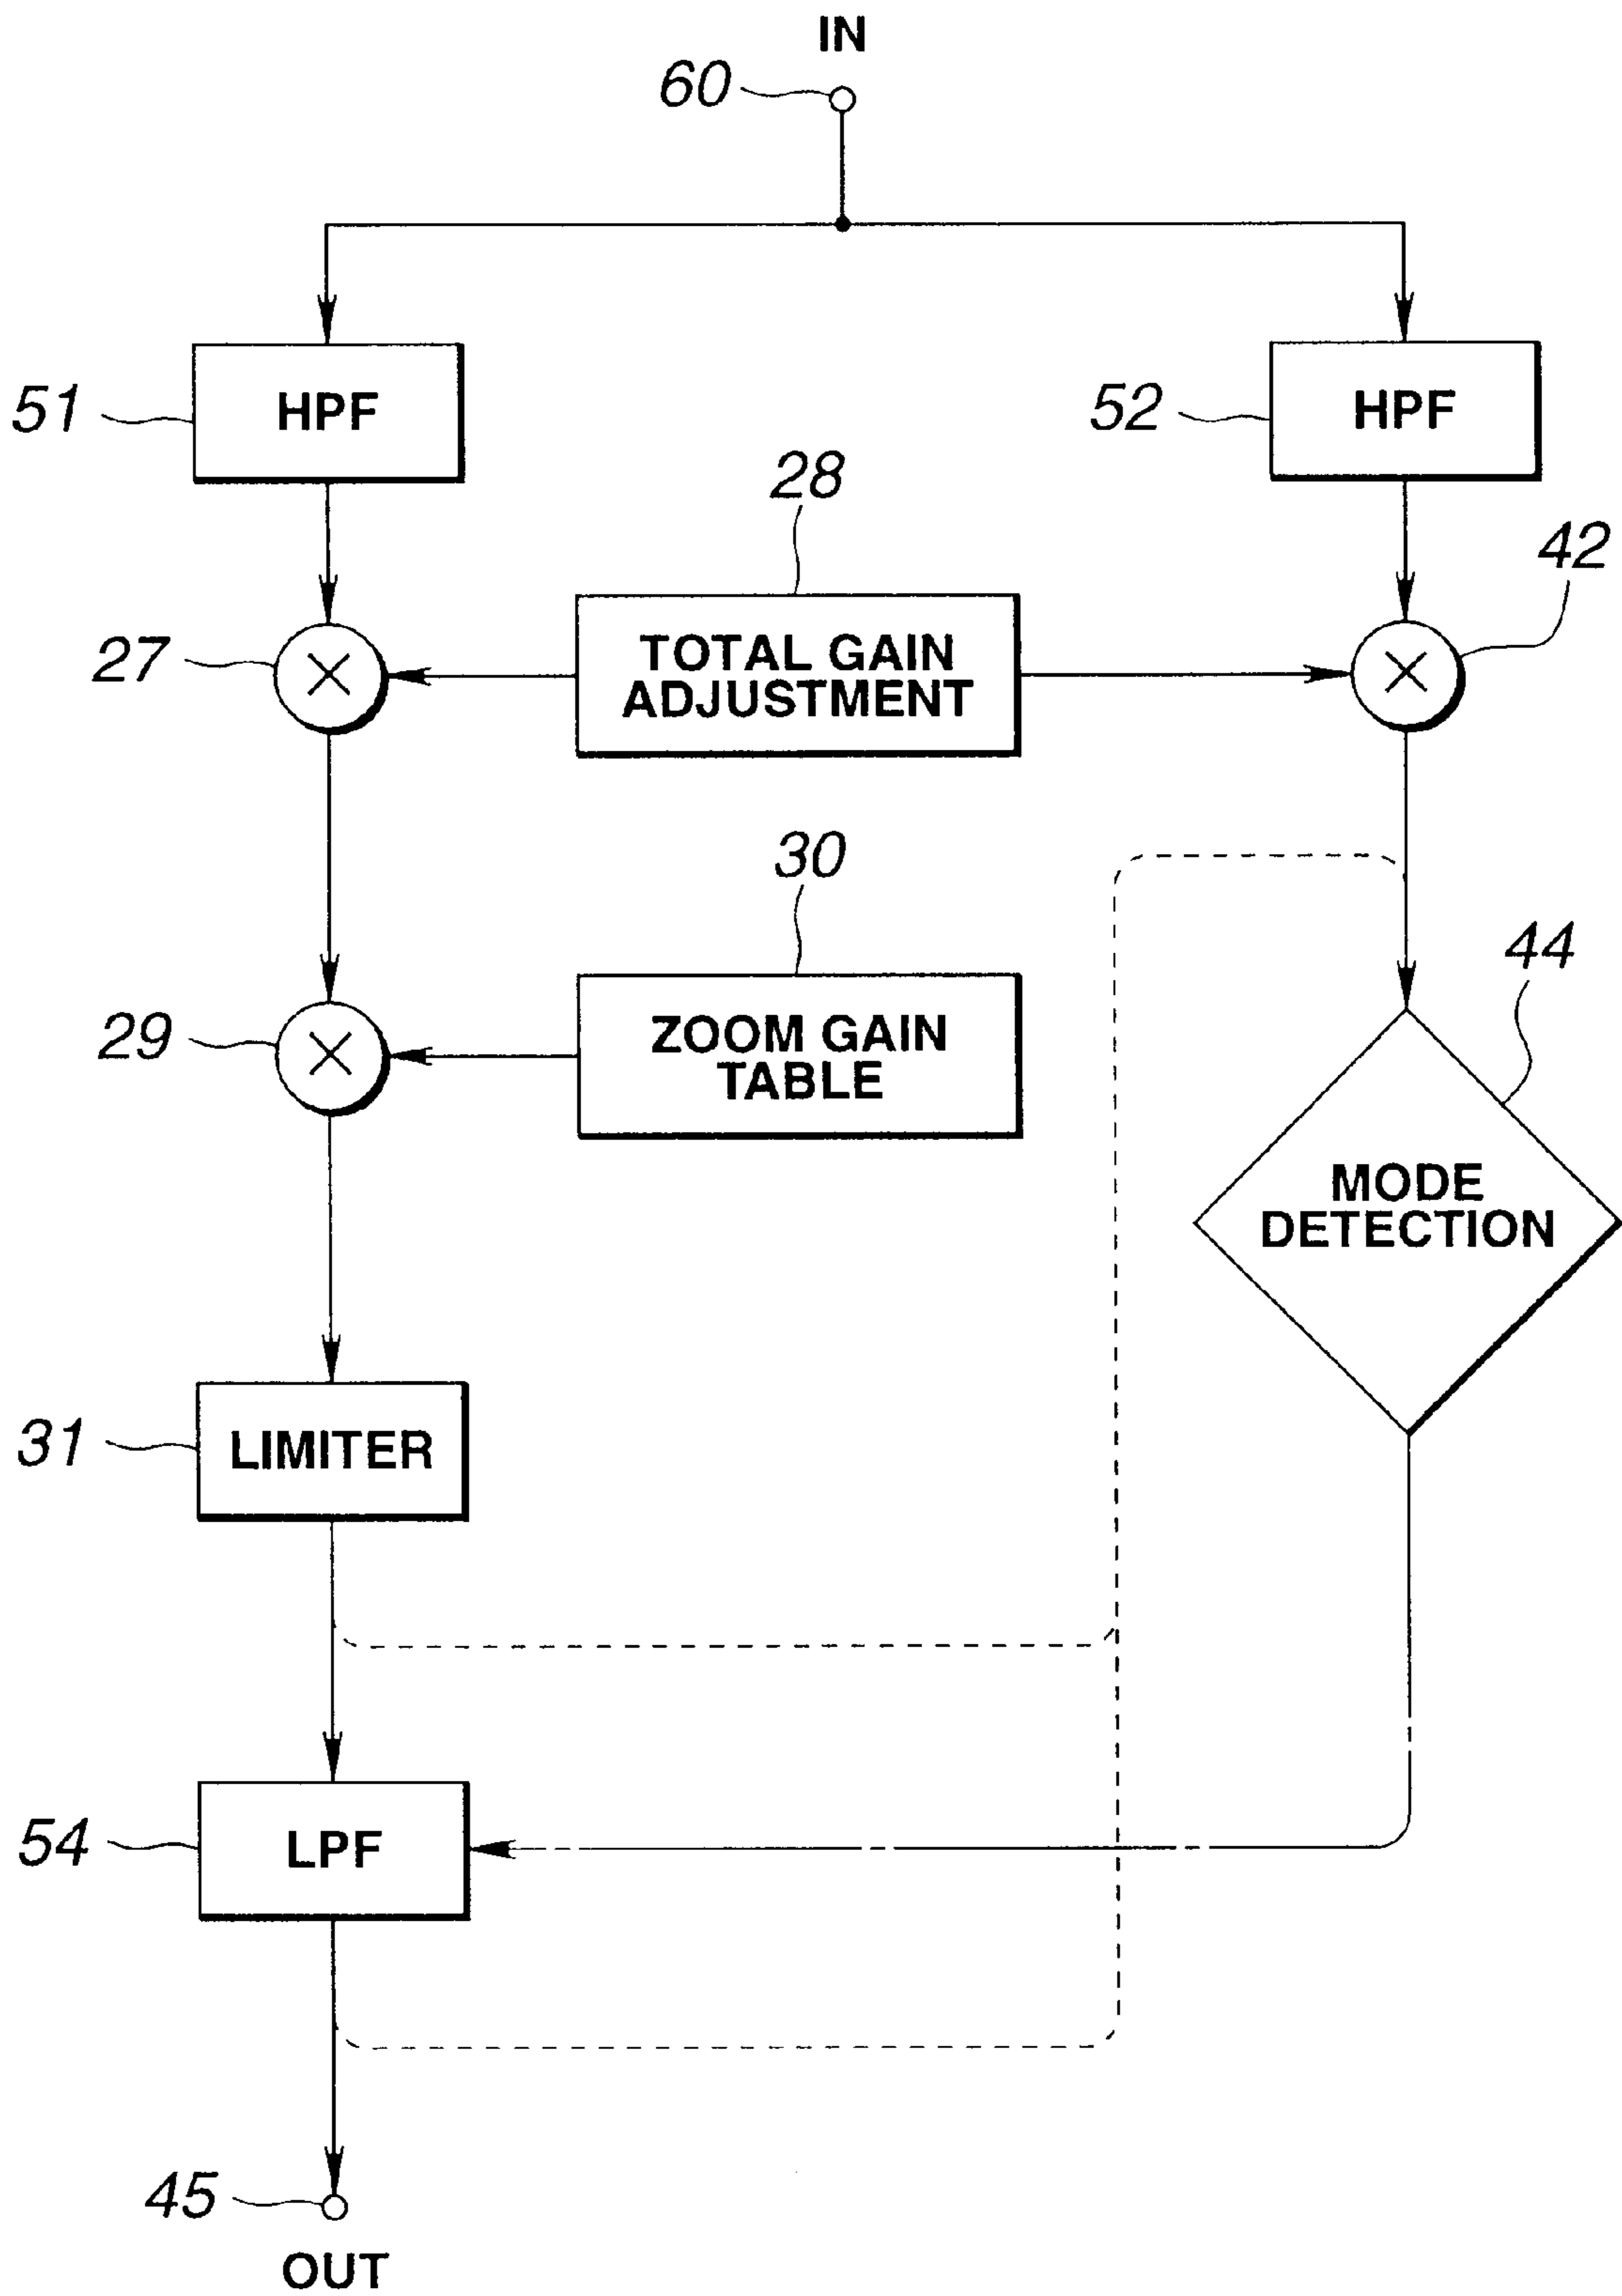 IN
60
51
HPF
52
HPF
28
42
27
×
TOTAL GAIN
ADJUSTMENT
×
30
44
29
×
ZOOM GAIN
TABLE
MODE
DETECTION
31
LIMITER
54
LPF
45
OUT